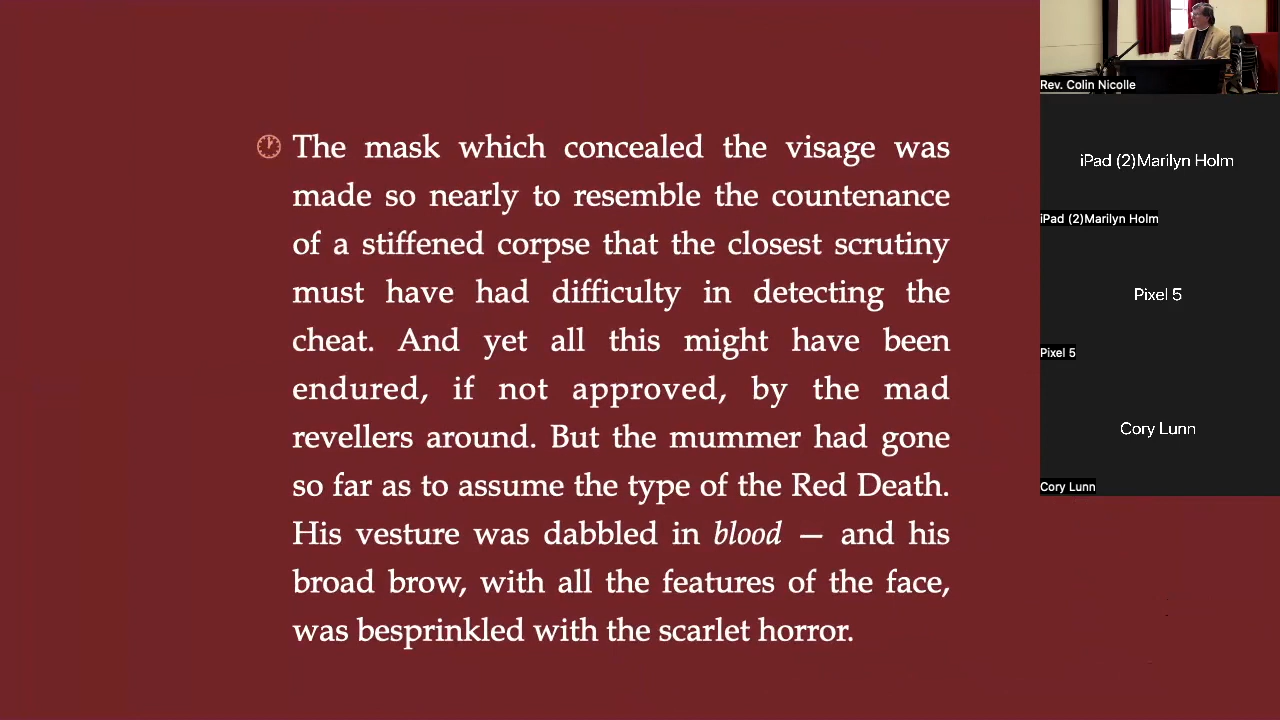 The mask which concealed the visage was
made so nearly to resemble the countenance
of a stiffened corpse that the closest scrutiny
must have had difficulty in detecting the
cheat. And yet all this might have been
endured, if not approved, by the mad
revellers around. But the mummer had gone
so far as to assume the type of the Red Death.
His vesture was dabbled in blood — and his
broad brow, with all the features of the face,
was besprinkled with the scarlet horror.
Rev. Colin Nicolle
iPad (2)Marilyn Holm
iPad (2)Marilyn Holm
Pixel 5
Pixel 5
Cory Lunn
Cory Lunn